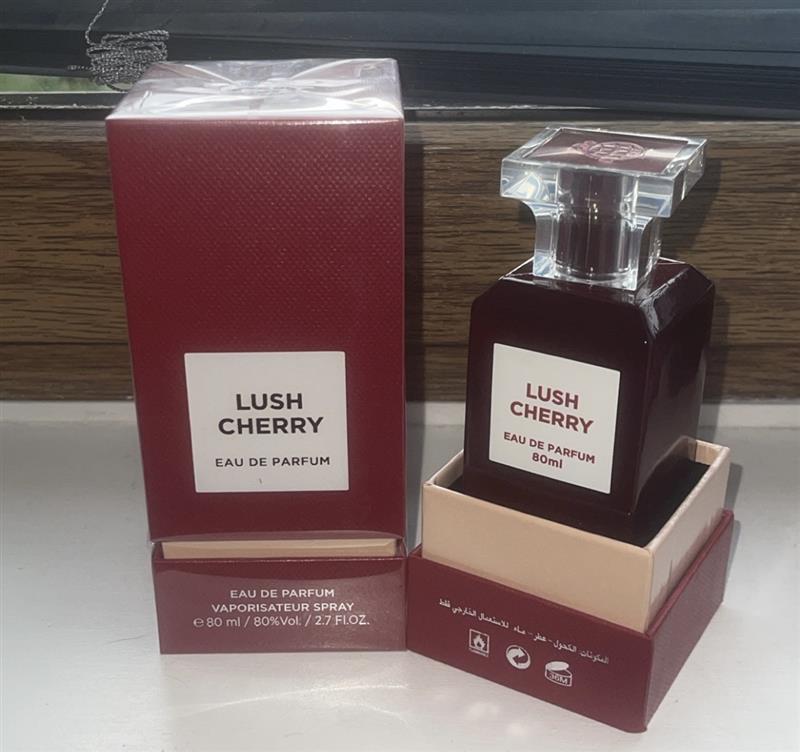 LUSH
CHERRY
EAU DE PARFUM
EAU DE PARFUM
VAPORISATEUR SPRAY
e 80 ml / 80%Vol. / 2.7 Fl.OZ.
LUSH
CHERRY
EAU DE PARFUM
80ml
المكونات: الكحول - عطر - ماء للاستعمال الخارجي فقط
36M